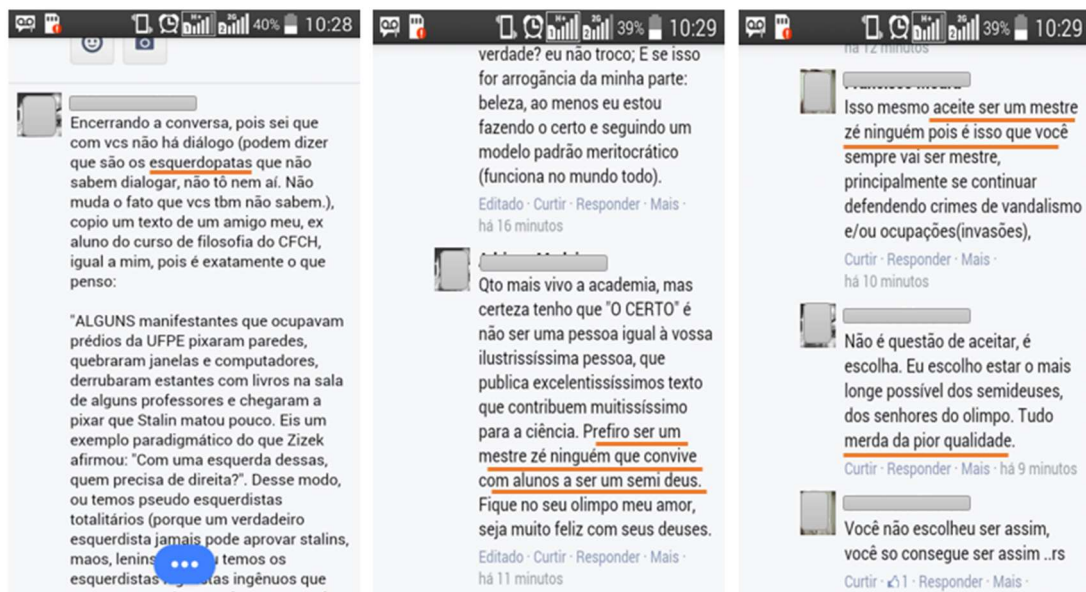 40% 10:28
Encerrando a conversa, pois sei que
com vcs não há diálogo (podem dizer
que são os esquerdopatas que não
sabem dialogar, não tô nem aí. Não
muda o fato que vcs tbm não sabem.),
copio um texto de um amigo meu, ex
aluno do curso de filosofia do CFCH,
igual a mim, pois é exatamente o que
penso:
"ALGUNS manifestantes que ocupavam
prédios da UFPE pixaram paredes,
quebraram janelas e computadores,
derrubaram estantes com livros na sala
de alguns professores e chegaram a
pixar que Stalin matou pouco. Eis um
exemplo paradigmático do que Zizek
afirmou: "Com uma esquerda dessas,
quem precisa de direita?". Desse modo,
ou temos pseudo esquerdistas
totalitários (porque um verdadeiro
esquerdista jamais pode aprovar stalins,
maos, lenins temos os
esquerdistas ingênuos que
2G 39% 10:29
verdade? eu não troco; E se isso
for arrogância da minha parte:
beleza, ao menos eu estou
fazendo o certo e seguindo um
modelo padrão meritocrático
(funciona no mundo todo).
Editado · Curtir · Responder · Mais ·
há 16 minutos
Qto mais vivo a academia, mas
certeza tenho que "O CERTO" é
não ser uma pessoa igual à vossa
ilustrissíssima pessoa, que
publica excelentissíssimos texto
que contribuem muitissíssimo
para a ciência. Prefiro ser um
mestre zé ninguém que convive
com alunos a ser um semi deus.
Fique no seu olimpo meu amor,
seja muito feliz com seus deuses.
Editado · Curtir · Responder · Mais ·
há 11 minutos
2G 39% 10:29
há 12 minutos
Isso mesmo aceite ser um mestre
zé ninguém pois é isso que você
sempre vai ser mestre,
principalmente se continuar
defendendo crimes de vandalismo
e/ou ocupações(invasões),
Curtir · Responder · Mais ·
há 10 minutos
Não é questão de aceitar, é
escolha. Eu escolho estar o mais
longe possível dos semideuses,
dos senhores do olimpo. Tudo
merda da pior qualidade.
Curtir · Responder · Mais · há 9 minutos
Você não escolheu ser assim,
você so consegue ser assim ..rs
Curtir · 1 · Responder · Mais ·